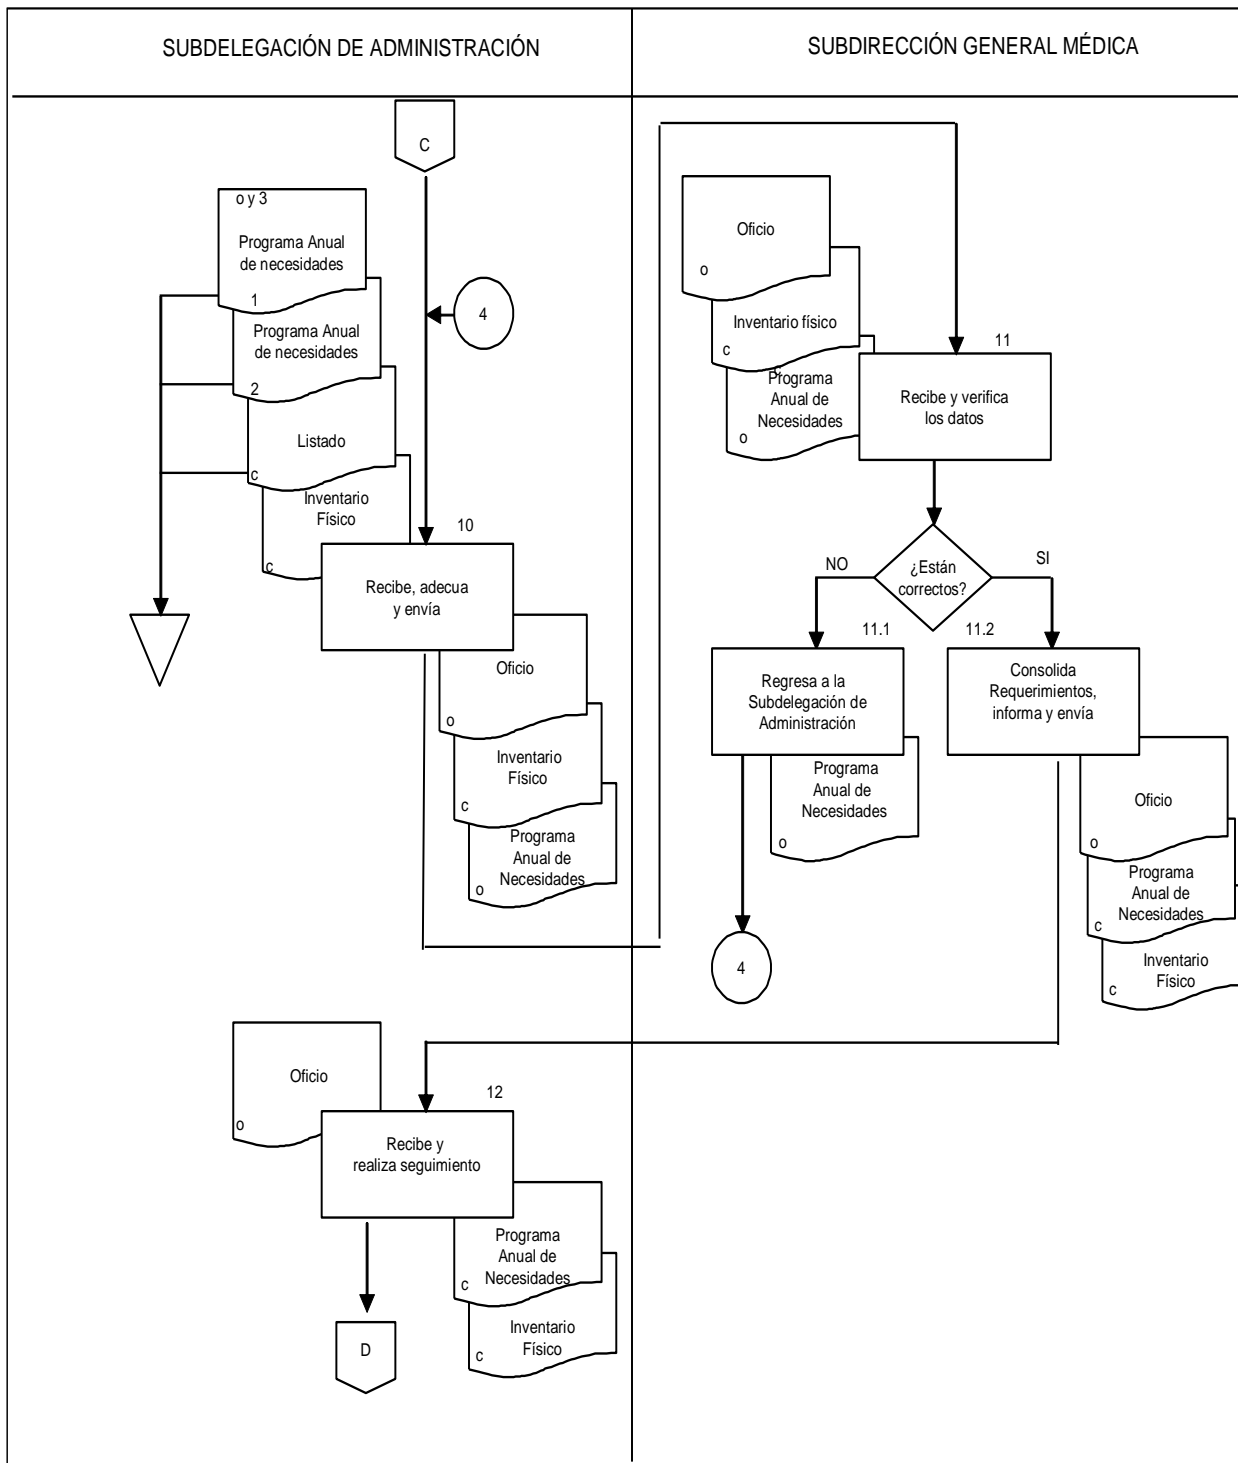 SUBDELEGACIÓN DE ADMINISTRACIÓN
C
o y 3
Programa Anual
de necesidades
1
Programa Anual
de necesidades
2
Listado
c
Inventario
Físico
c
4
10
Recibe, adecua
y envía
Oficio
o
Inventario
Físico
c
Programa
Anual de
Necesidades
o
Oficio
o
12
Recibe y
realiza seguimiento
Programa
Anual de
Necesidades
c
Inventario
Físico
c
D
SUBDIRECCIÓN GENERAL MÉDICA
Oficio
o
Inventario físico
c
c
Programa
Anual de
Necesidades
o
11
Recibe y verifica
los datos
¿Están
correctos?
NO
SI
11.1
Regresa a la
Subdelegación de
Administración
Programa
Anual de
Necesidades
o
4
11.2
Consolida
Requerimientos,
informa y envía
Oficio
o
Programa
Anual de
Necesidades
c
Inventario
Físico
c